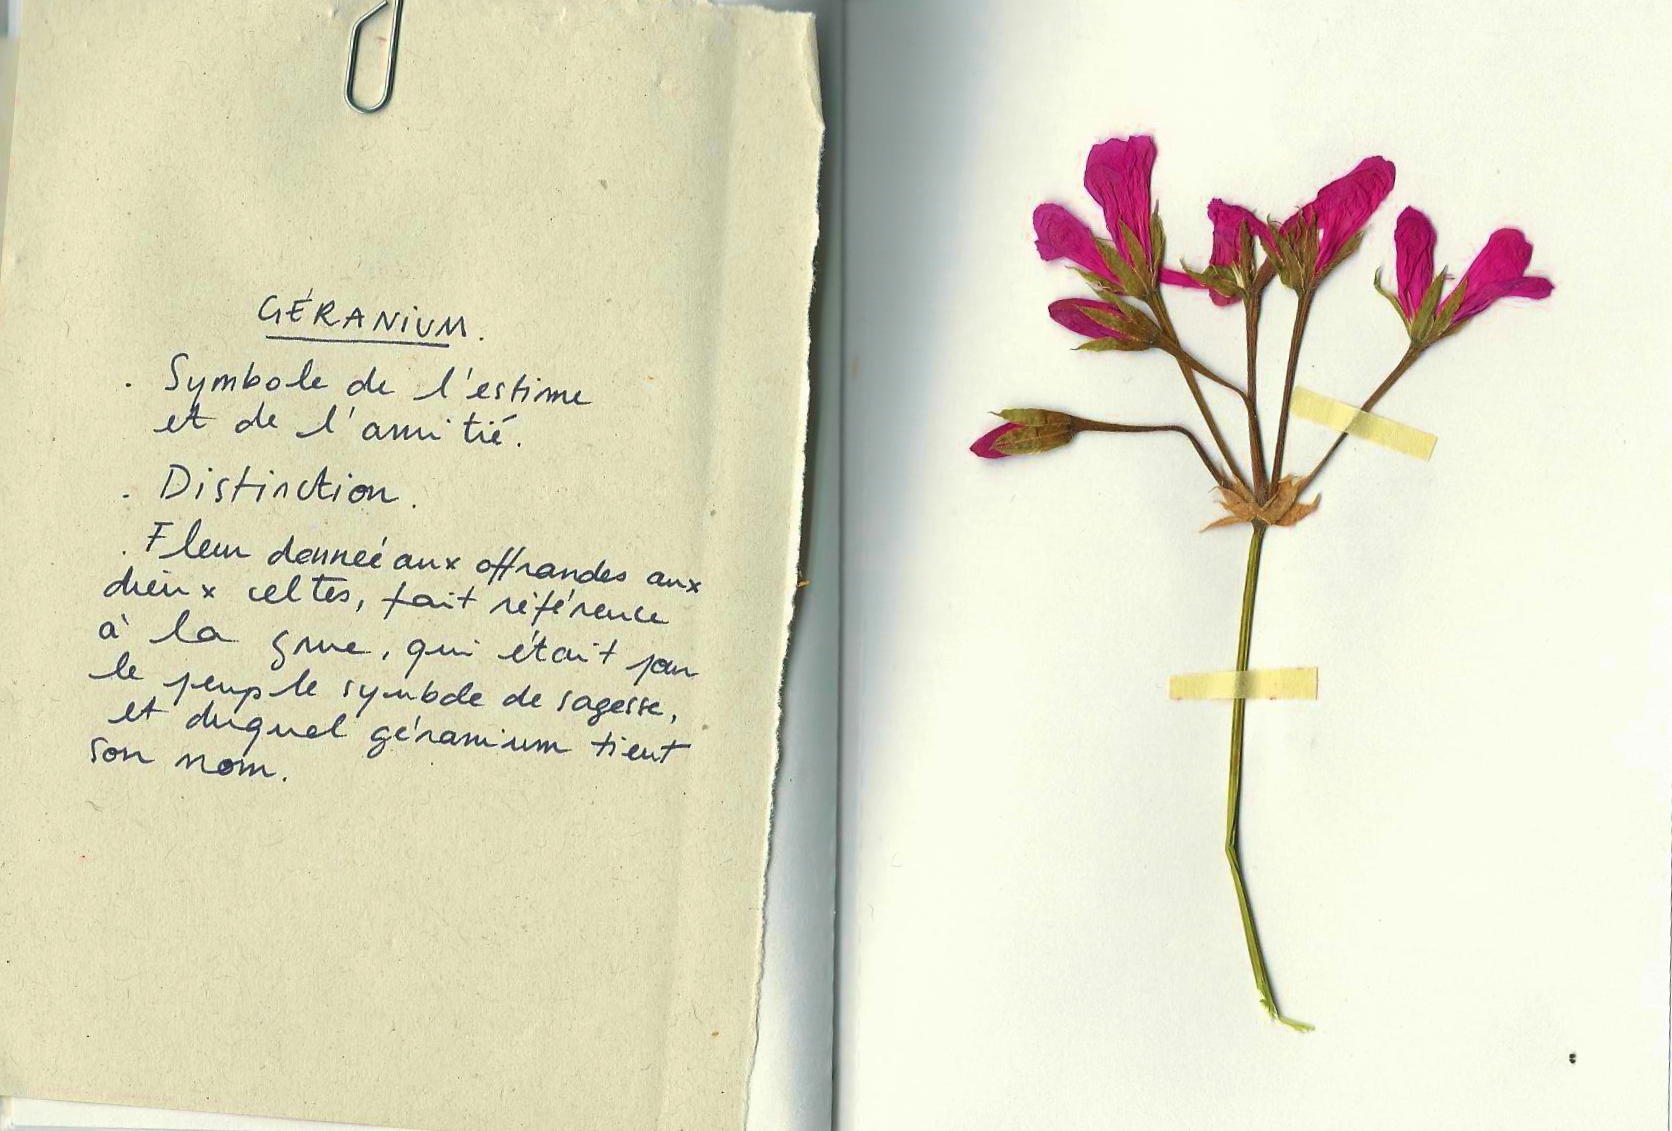 GÉRANIUM.
. Symbole de l'estime
et de l'amitié.
. Distinction.
. Fleur donneé aux offrandes aux
dieux celtes, fait référence
à la grue, qui était pour
le peuple symbole de sagesse,
et duquel géranium tient
son nom.